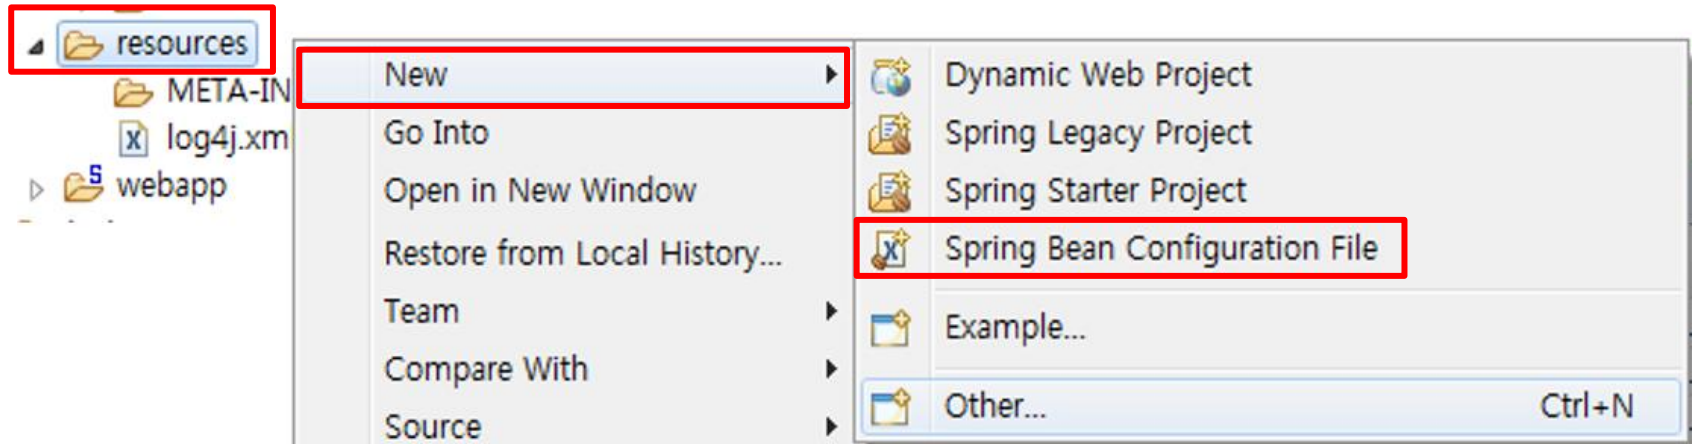 resources
META-IN
log4j.xm
webapp
New
Go Into
Open in New Window
Restore from Local History...
Team
Compare With
Source
Dynamic Web Project
Spring Legacy Project
Spring Starter Project
Spring Bean Configuration File
Example...
Other... Ctrl+N